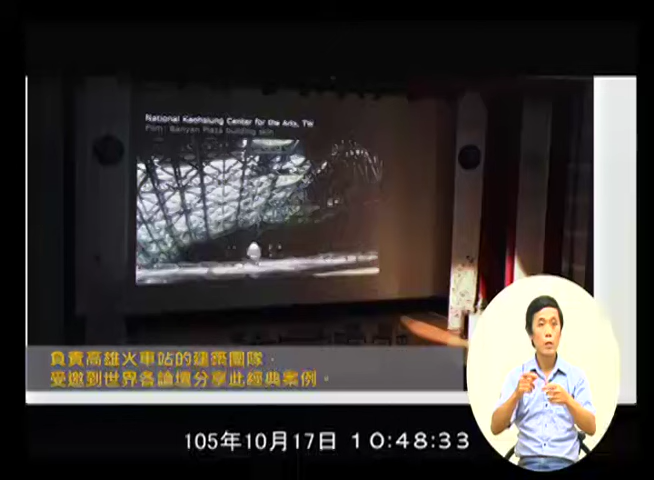 National Kaohsiung Center for the Arts, TW
Film: Banyan Plaza building skin
負責高雄火車站的建築團隊，
受邀到世界各論壇分享此經典案例。
105年10月17日 10:48:33